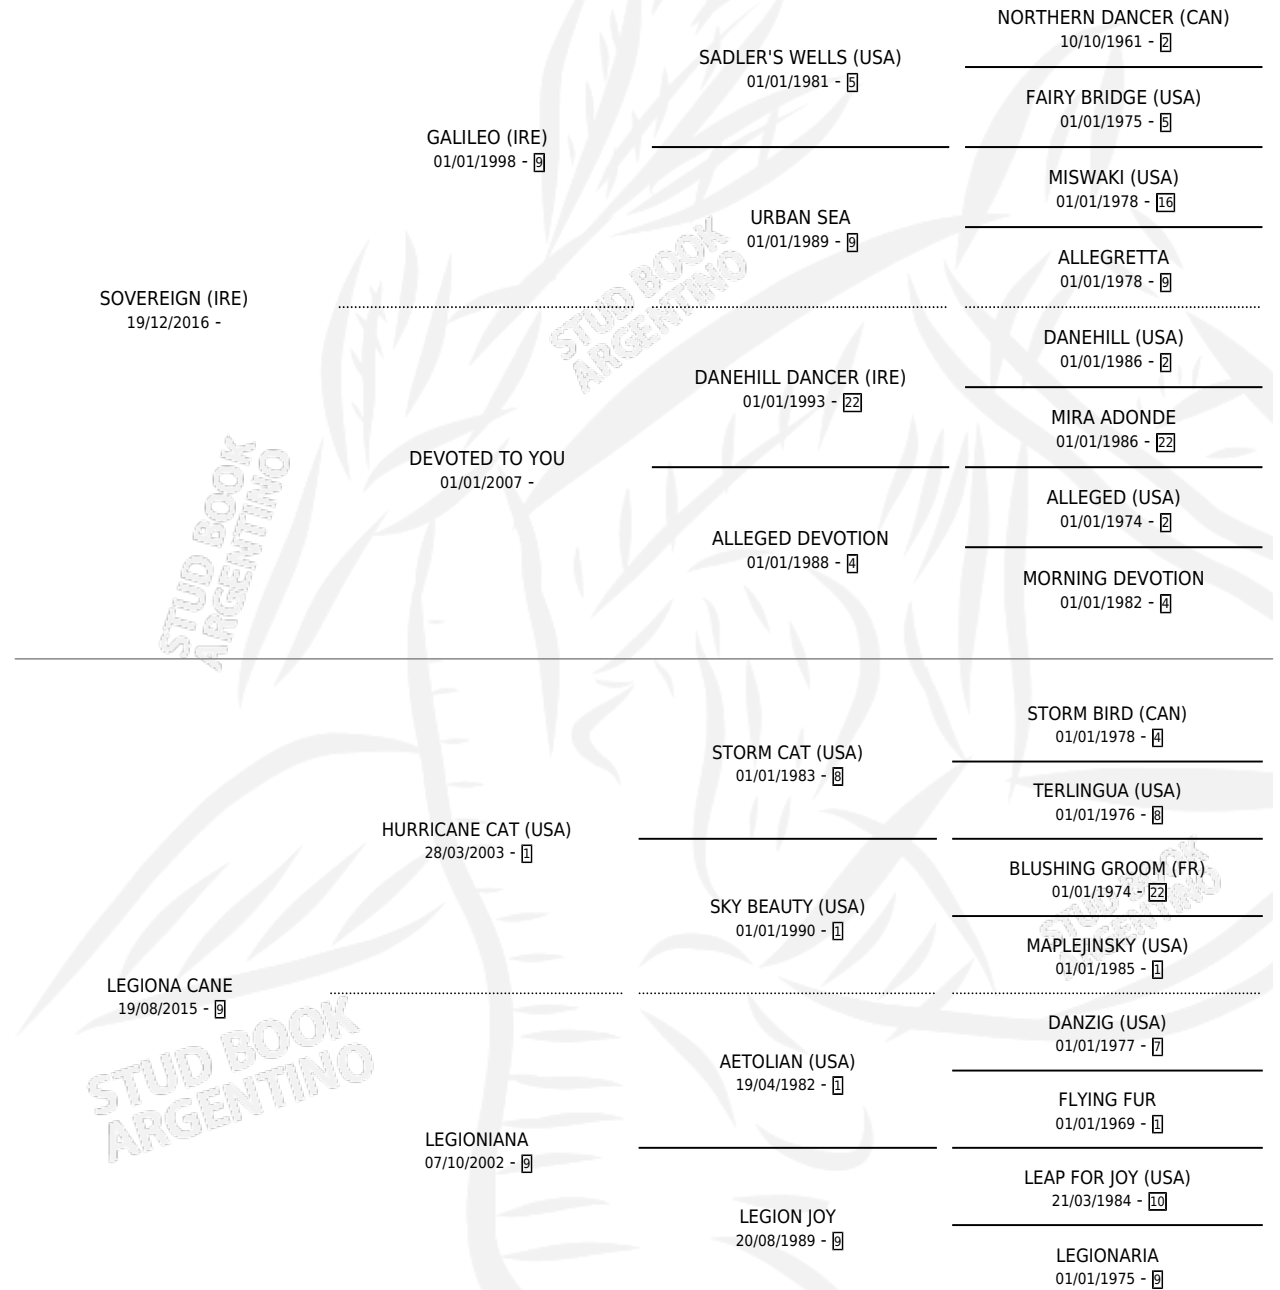 NORTHERN DANCER (CAN)
10/10/1961 - 2
SADLER'S WELLS (USA)
01/01/1981 - 5
FAIRY BRIDGE (USA)
01/01/1975 - 5
GALILEO (IRE)
01/01/1998 - 9
MISWAKI (USA)
01/01/1978 - 16
URBAN SEA
01/01/1989 - 9
ALLEGRETTA
01/01/1978 - 9
SOVEREIGN (IRE)
19/12/2016 -
DANEHILL (USA)
01/01/1986 - 2
DANEHILL DANCER (IRE)
01/01/1993 - 22
MIRA ADONDE
01/01/1986 - 22
DEVOTED TO YOU
01/01/2007 -
ALLEGED (USA)
01/01/1974 - 2
ALLEGED DEVOTION
01/01/1988 - 4
MORNING DEVOTION
01/01/1982 - 4
STORM BIRD (CAN)
01/01/1978 - 4
STORM CAT (USA)
01/01/1983 - 8
TERLINGUA (USA)
01/01/1976 - 8
HURRICANE CAT (USA)
28/03/2003 - 1
BLUSHING GROOM (FR)
01/01/1974 - 22
SKY BEAUTY (USA)
01/01/1990 - 1
MAPLEJINSKY (USA)
01/01/1985 - 1
LEGIONA CANE
19/08/2015 - 9
DANZIG (USA)
01/01/1977 - 7
AETOLIAN (USA)
19/04/1982 - 1
FLYING FUR
01/01/1969 - 1
LEGIONIANA
07/10/2002 - 9
LEAP FOR JOY (USA)
21/03/1984 - 10
LEGION JOY
20/08/1989 - 9
LEGIONARIA
01/01/1975 - 9
STUD BOOK
ARGENTINO
STUD BOOK
ARGENTINO
STUD BOOK
ARGENTINO
STUD BOOK
ARGENTINO